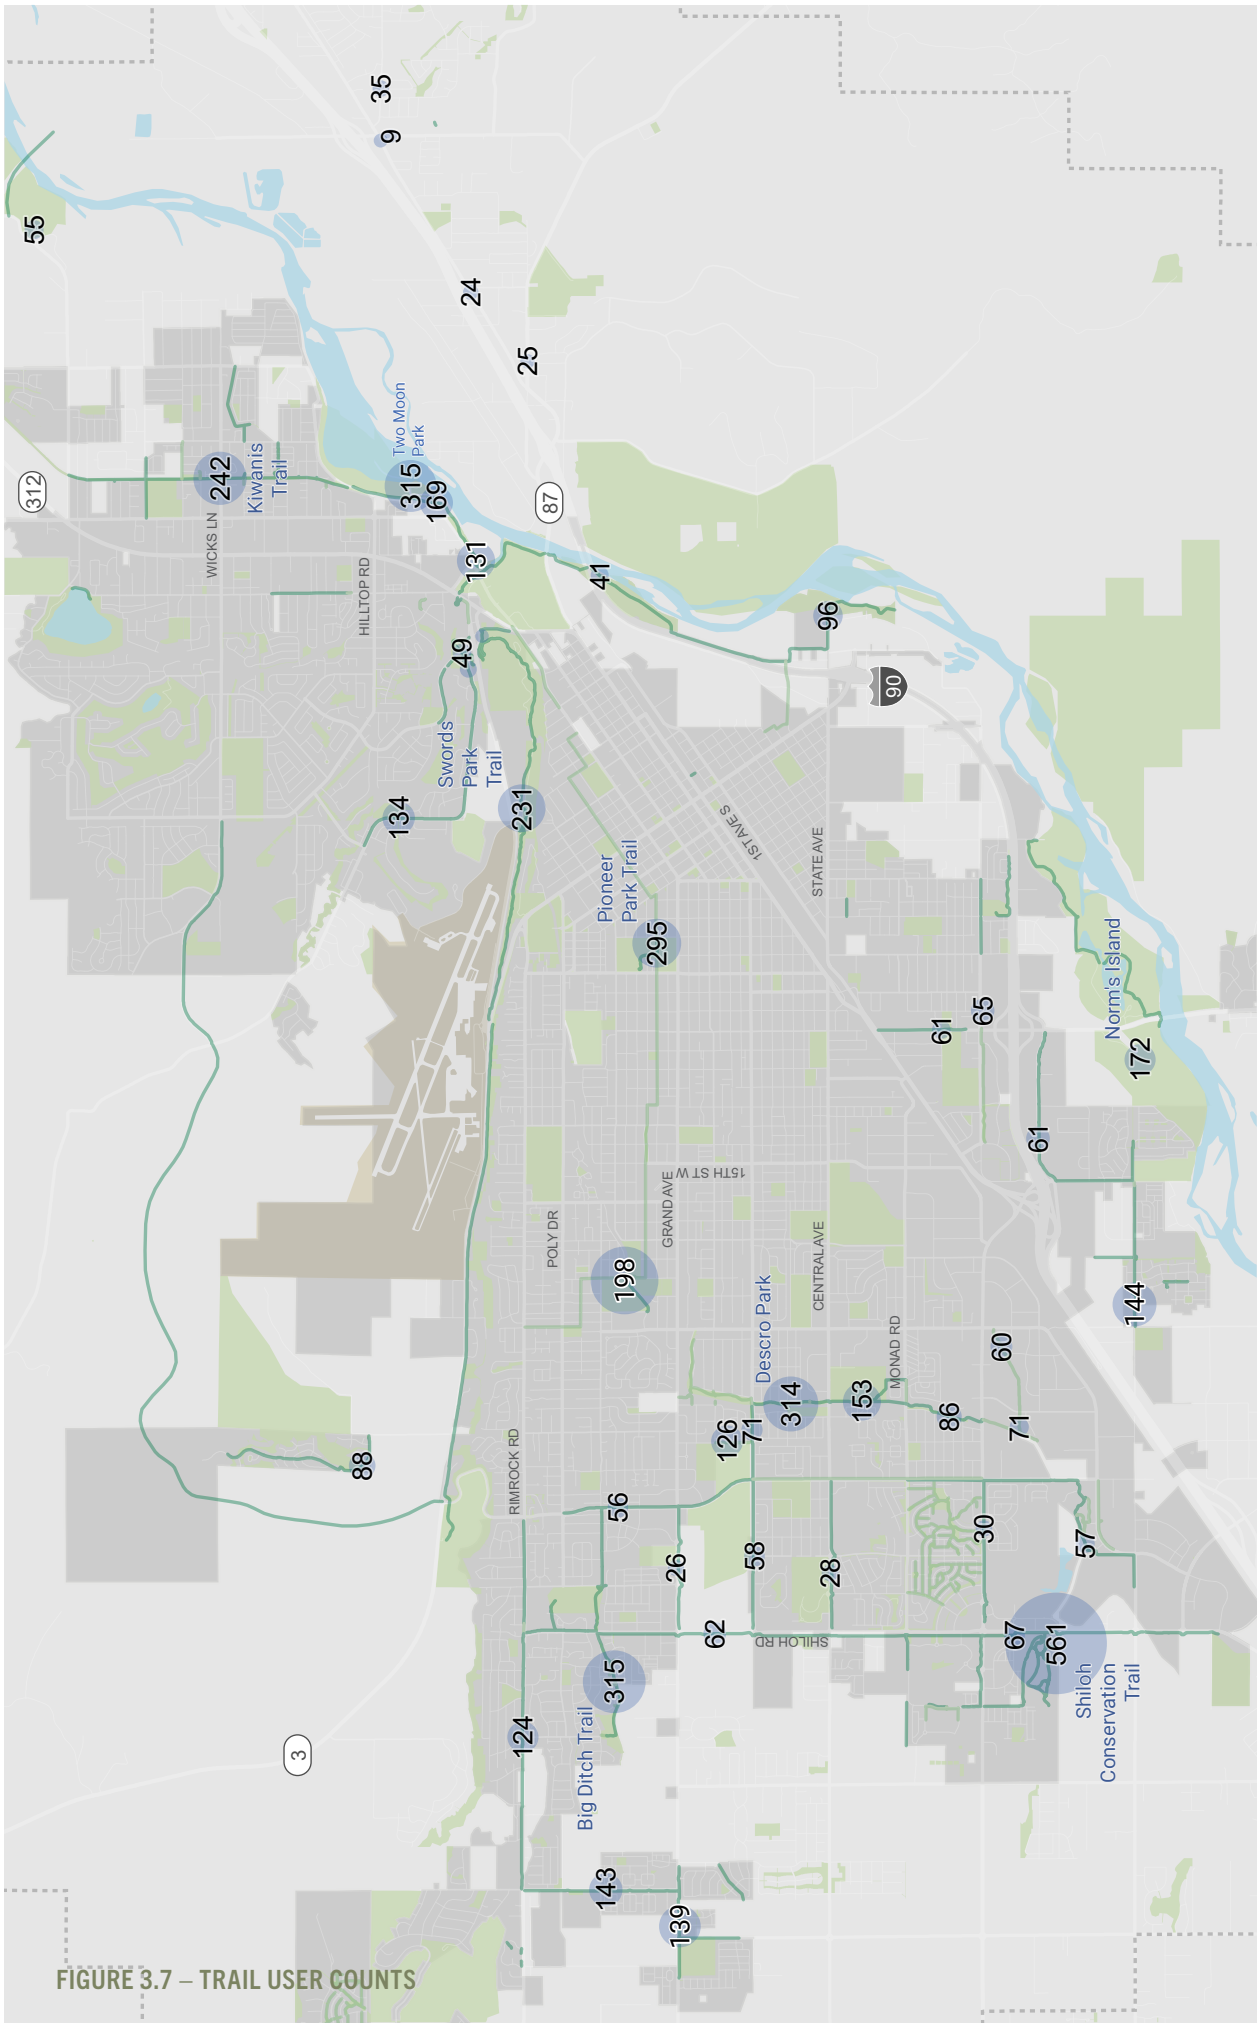 55
35
9
24
25
312
242
Kiwanis
Trail
WICKS LN
HILLTOP RD
Two Moon
Park
315
169
87
131
41
96
49
90
Swords
Park
Trail
134
231
1ST AVE S
STATE AVE
Pioneer
Park Trail
295
Norm's Island
65
61
172
61
15TH ST W
GRAND AVE
POLY DR
198
CENTRAL AVE
Descro Park
144
MONAD RD
60
314
153
86
71
126
71
88
RIMROCK RD
56
26
58
28
30
57
62
SHILOH RD
67
561
Shiloh
Conservation
Trail
315
Big Ditch Trail
124
3
143
139
FIGURE 3.7 – TRAIL USER COUNTS